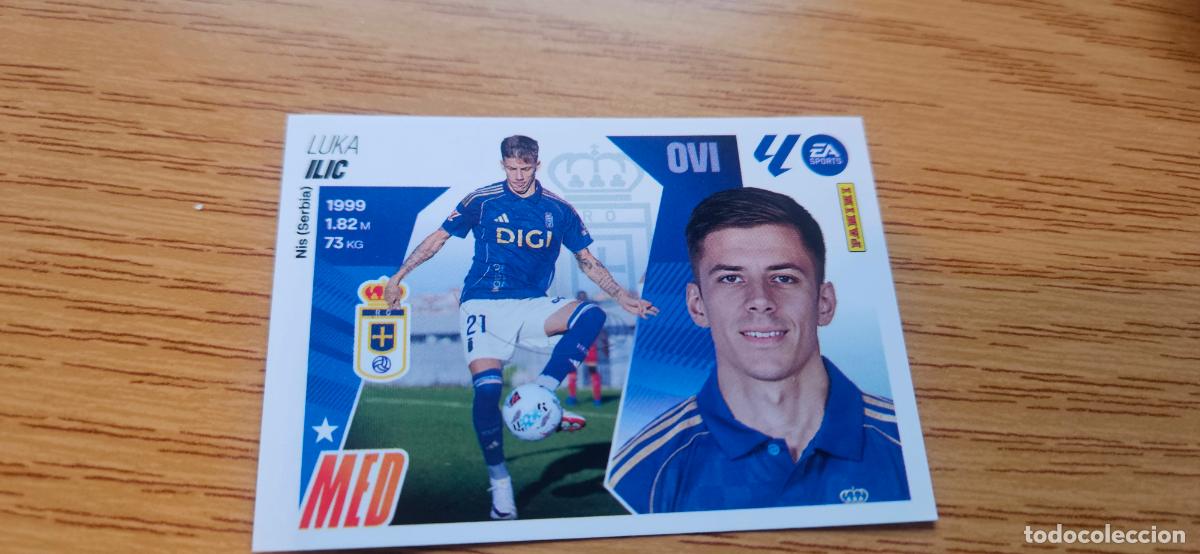 LUKA
ILIC
Nis (Serbia)
1999
1.82 M
73 KG
R O
DIGI
21
MED
OVI
R O
EA
SPORTS
PANINI
todocoleccion